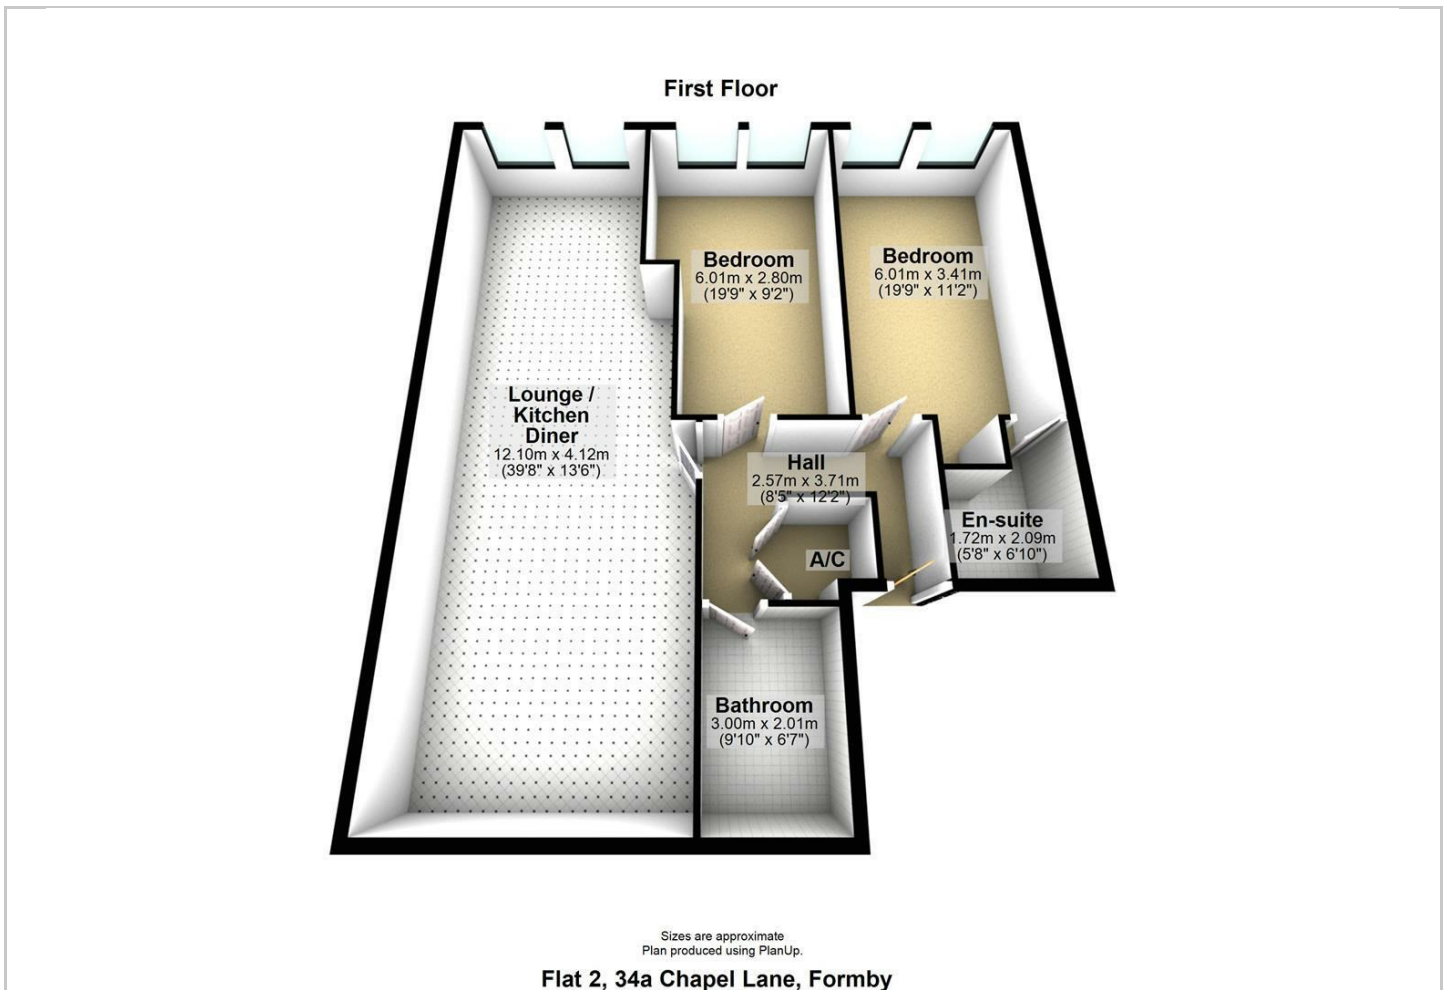 First Floor
Bedroom
6.01m x 2.80m
(19'9" x 9'2")
Bedroom
6.01m x 3.41m
(19'9" x 11'2")
Lounge /
Kitchen
Diner
12.10m x 4.12m
(39'8" x 13'6")
Hall
2.57m x 3.71m
(8'5" x 12'2")
En-suite
1.72m x 2.09m
(5'8" x 6'10")
A/C
Bathroom
3.00m x 2.01m
(9'10" x 6'7")
Sizes are approximate
Plan produced using PlanUp.
Flat 2, 34a Chapel Lane, Formby